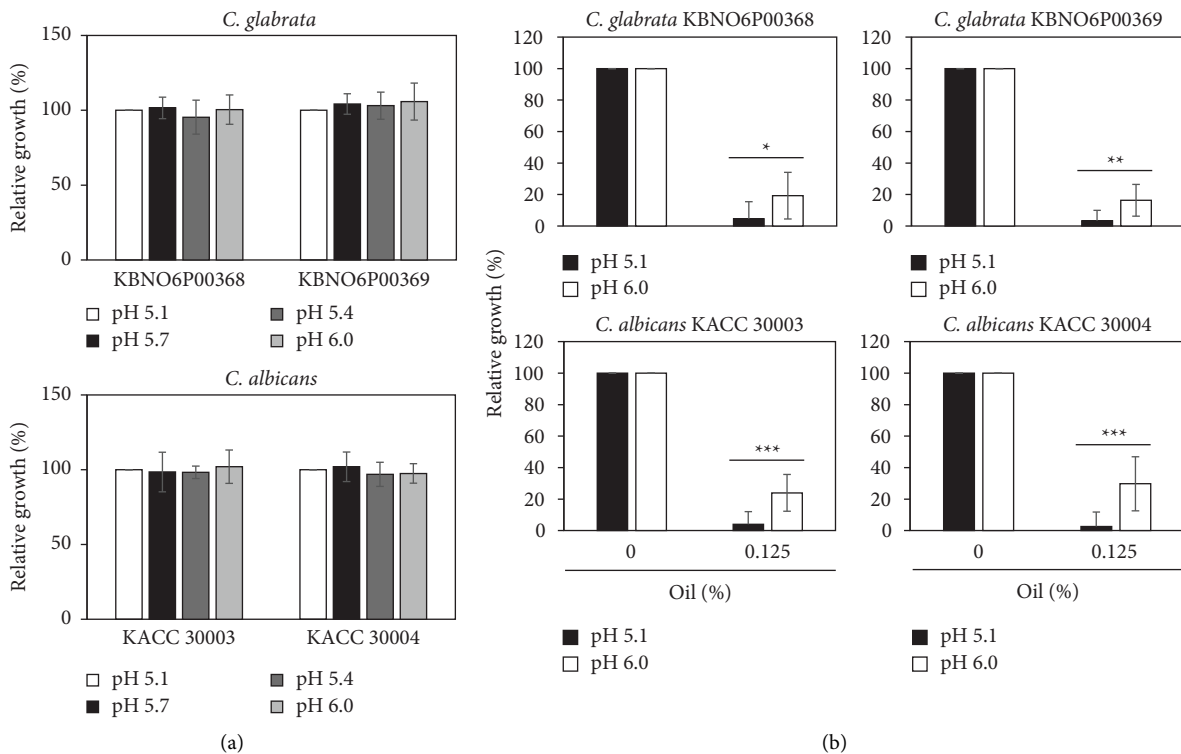 C. glabrata
Relative growth (%)
150
100
50
0
KBNO6P00368 KBNO6P00369
pH 5.1 pH 5.4
pH 5.7 pH 6.0
C. albicans
Relative growth (%)
150
100
50
0
KACC 30003 KACC 30004
pH 5.1 pH 5.4
pH 5.7 pH 6.0
(a)
Relative growth (%)
C. glabrata KBNO6P00368
120
100
80
60
40
20
0
*
pH 5.1
pH 6.0
C. glabrata KBNO6P00369
120
100
80
60
40
20
0
**
pH 5.1
pH 6.0
C. albicans KACC 30003
120
100
80
60
40
20
0
***
0 0.125
Oil (%)
pH 5.1
pH 6.0
C. albicans KACC 30004
120
100
80
60
40
20
0
***
0 0.125
Oil (%)
pH 5.1
pH 6.0
(b)